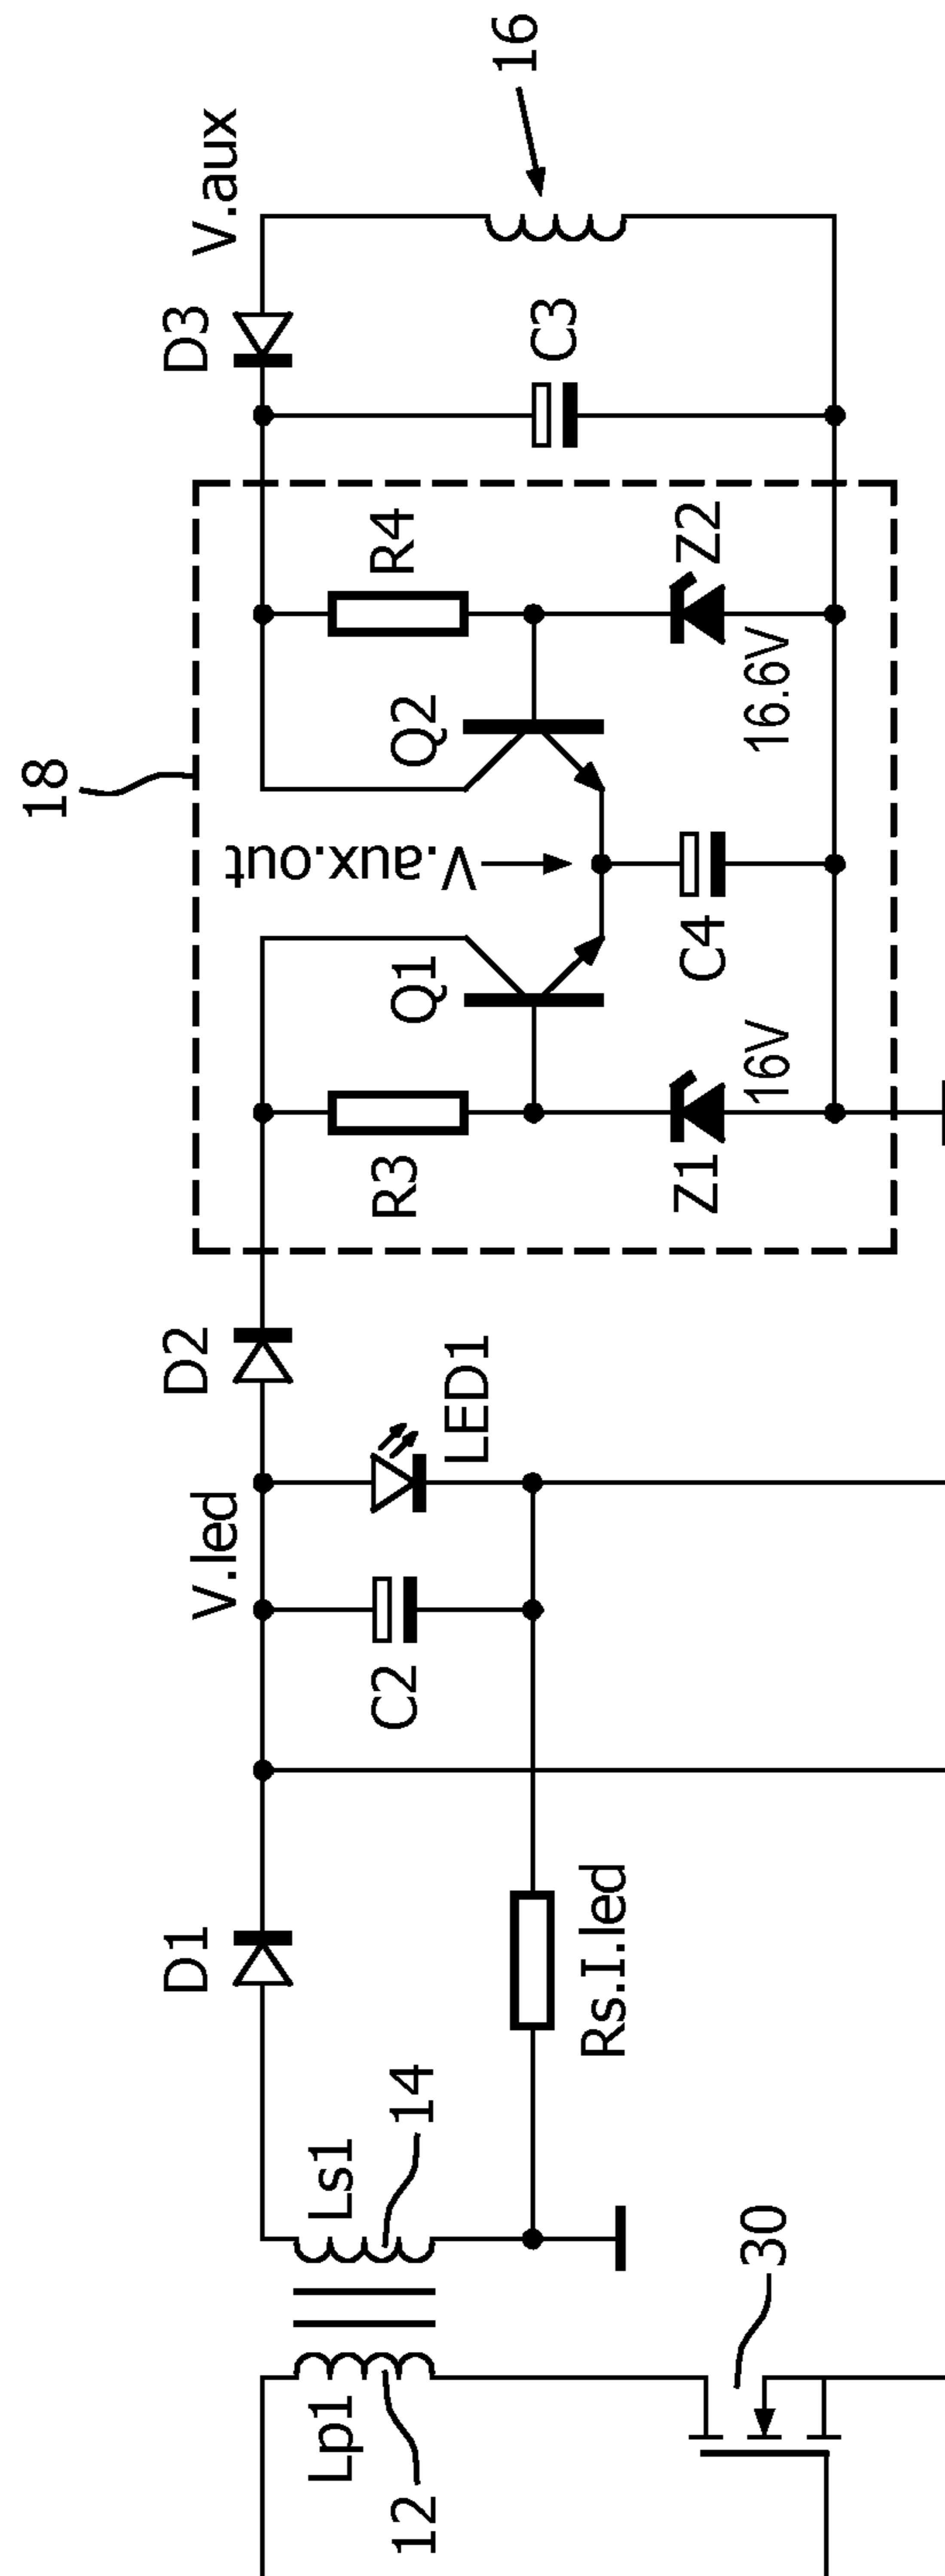 18
16
V.aux
D3
C3
R4
Q2
Z2
16.6V
V.aux.out
Q1
C4
R3
Z1
16V
D2
V.led
LED1
C2
D1
Rs.I.led
Ls1
14
Lp1
12
30